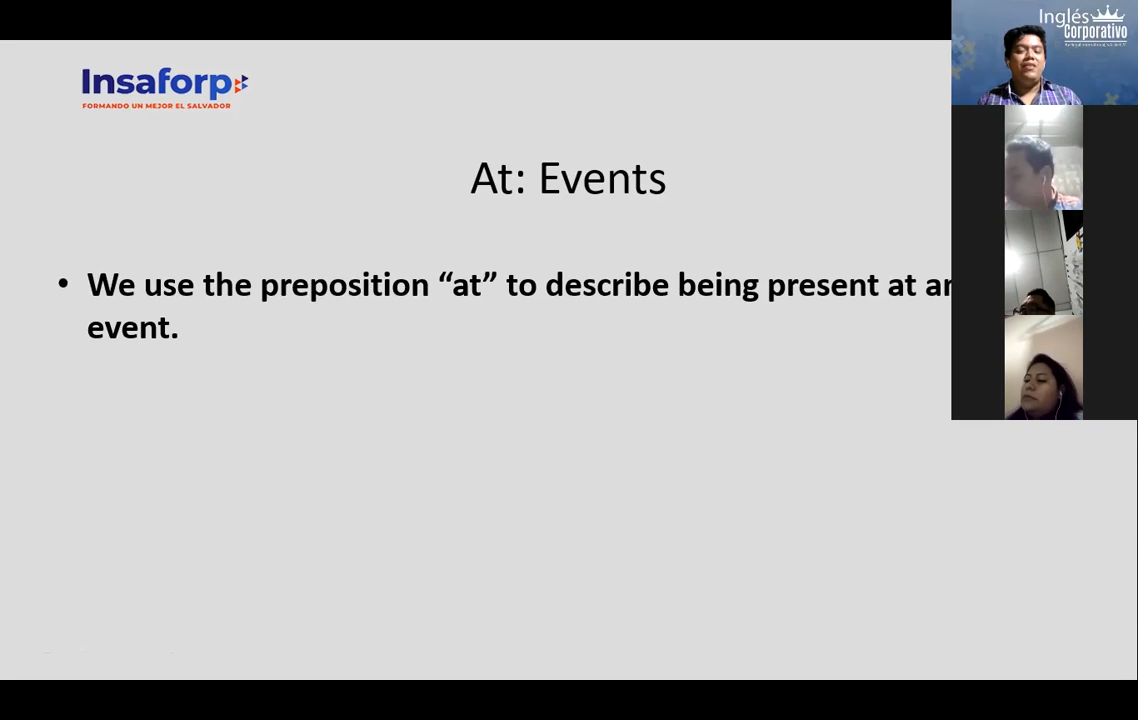 Inglés
Corporativo
Insaforp
FORMANDO UN MEJOR EL SALVADOR
At: Events
• We use the preposition “at” to describe being present at
event.